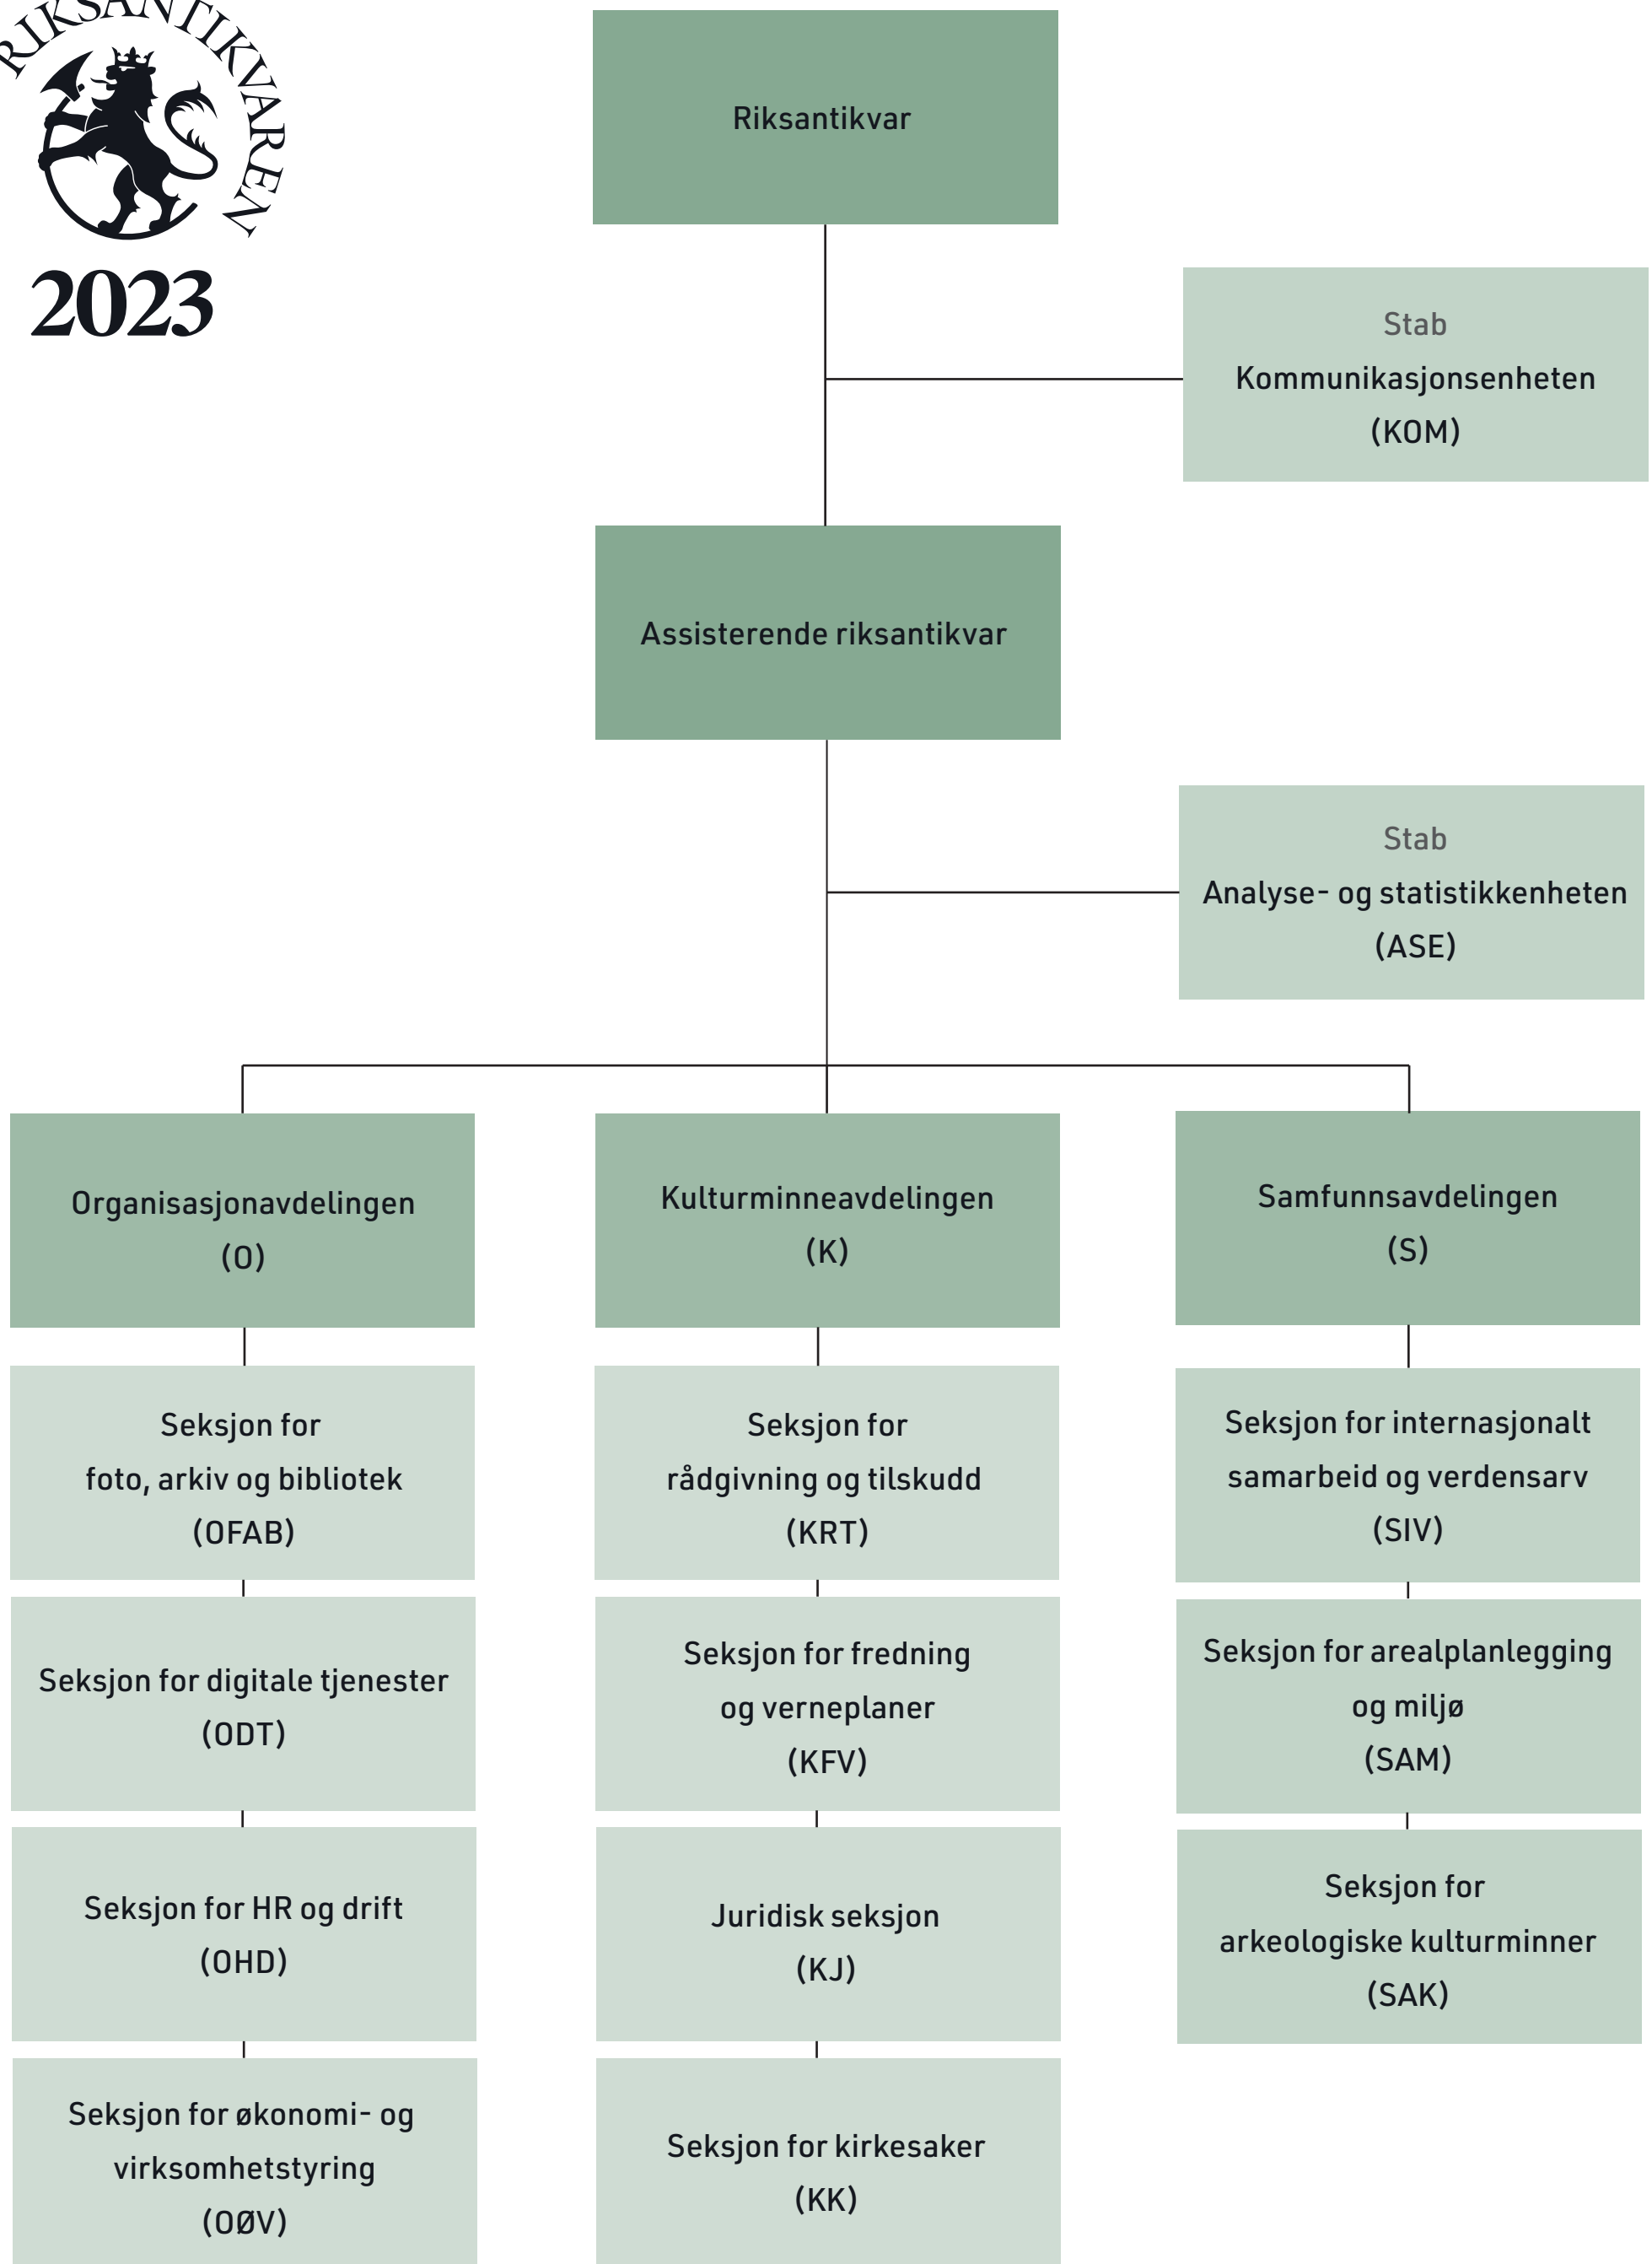 RIKSANTIKVAREN
2023
Riksantikvar
Stab
Kommunikasjonsenheten
(KOM)
Assisterende riksantikvar
Stab
Analyse- og statistikkenheten
(ASE)
Organisasjonavdelingen
(O)
Kulturminneavdelingen
(K)
Samfunnsavdelingen
(S)
Seksjon for
foto, arkiv og bibliotek
(OFAB)
Seksjon for
rådgivning og tilskudd
(KRT)
Seksjon for internasjonalt
samarbeid og verdensarv
(SIV)
Seksjon for digitale tjenester
(ODT)
Seksjon for fredning
og verneplaner
(KFV)
Seksjon for arealplanlegging
og miljø
(SAM)
Seksjon for HR og drift
(OHD)
Juridisk seksjon
(KJ)
Seksjon for
arkeologiske kulturminner
(SAK)
Seksjon for økonomi- og
virksomhetstyring
(OØV)
Seksjon for kirkesaker
(KK)